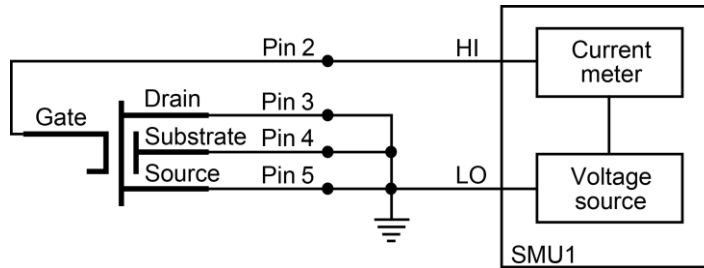 Pin 2
HI
Current
meter
Drain
Pin 3
Gate
Substrate
Pin 4
Source
Pin 5
LO
Voltage
source
SMU1